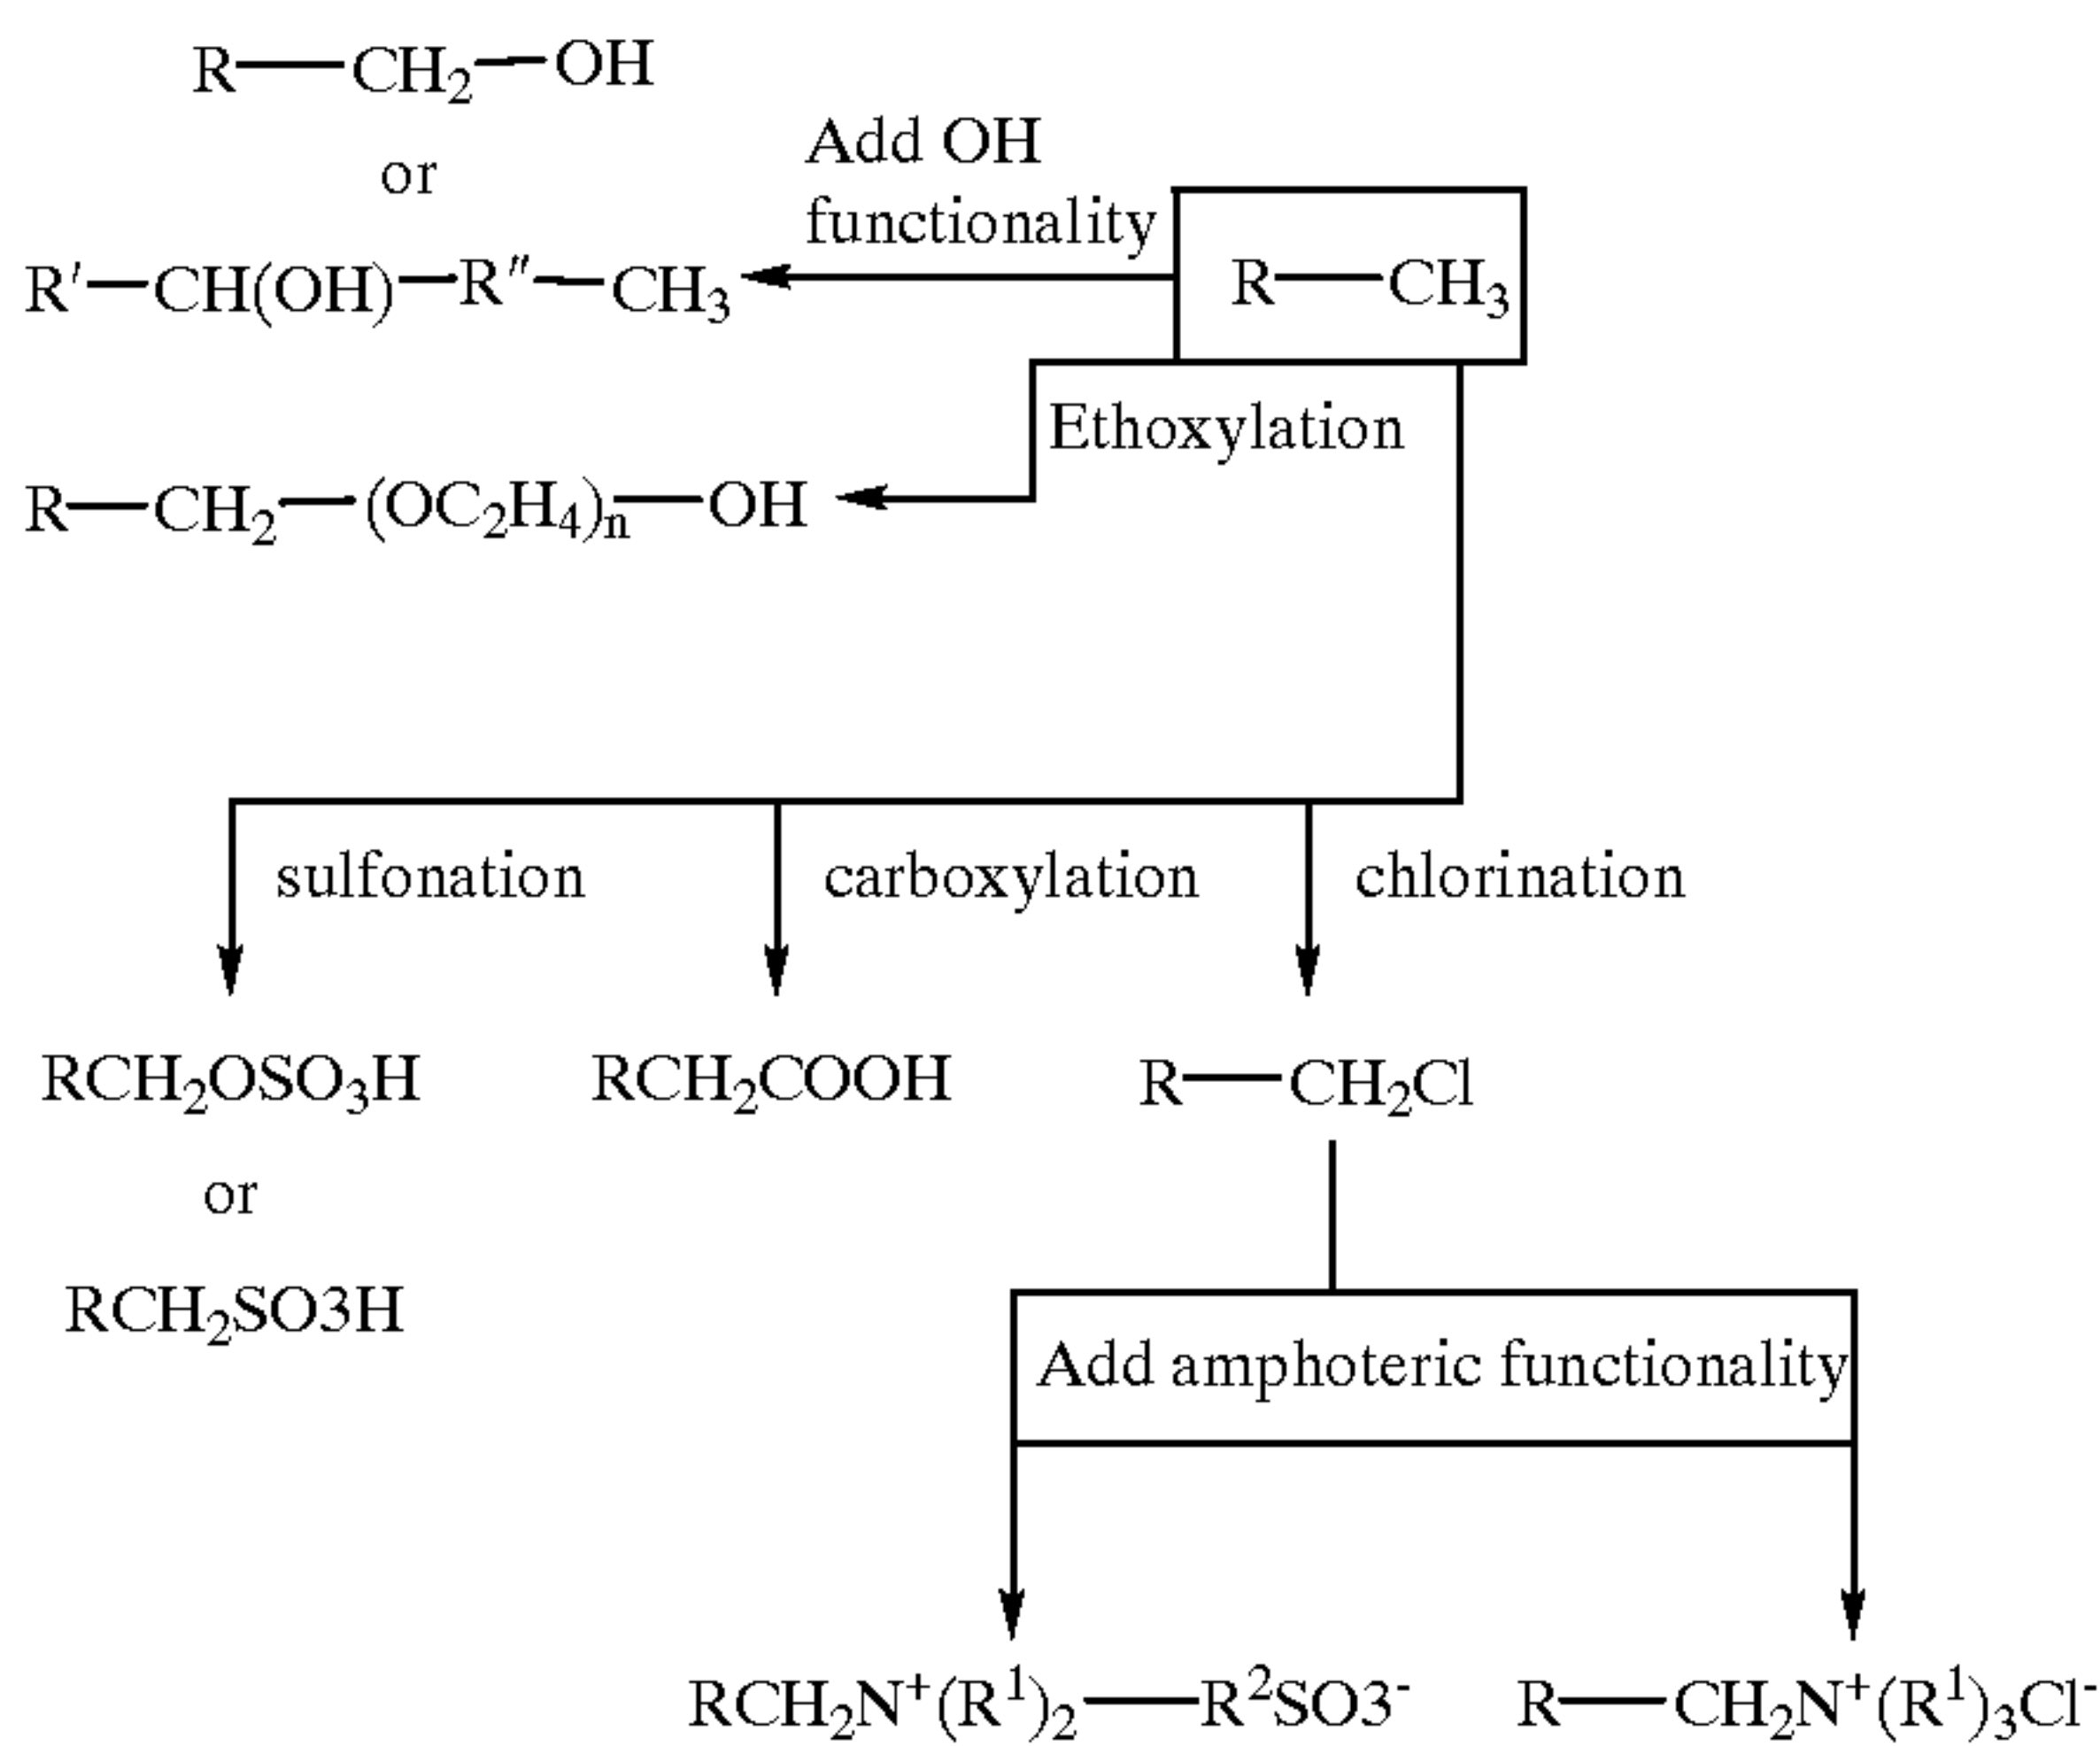 R—CH₂—OH
or
Add OH
functionality
R′—CH(OH)—R″—CH₃
R—CH₃
Ethoxylation
R—CH₂—(OC₂H₄)ₙ—OH
sulfonation
carboxylation
chlorination
RCH₂OSO₃H
RCH₂COOH
R—CH₂Cl
or
RCH₂SO3H
Add amphoteric functionality
RCH₂N⁺(R¹)₂—R²SO3⁻
R—CH₂N⁺(R¹)₃Cl⁻